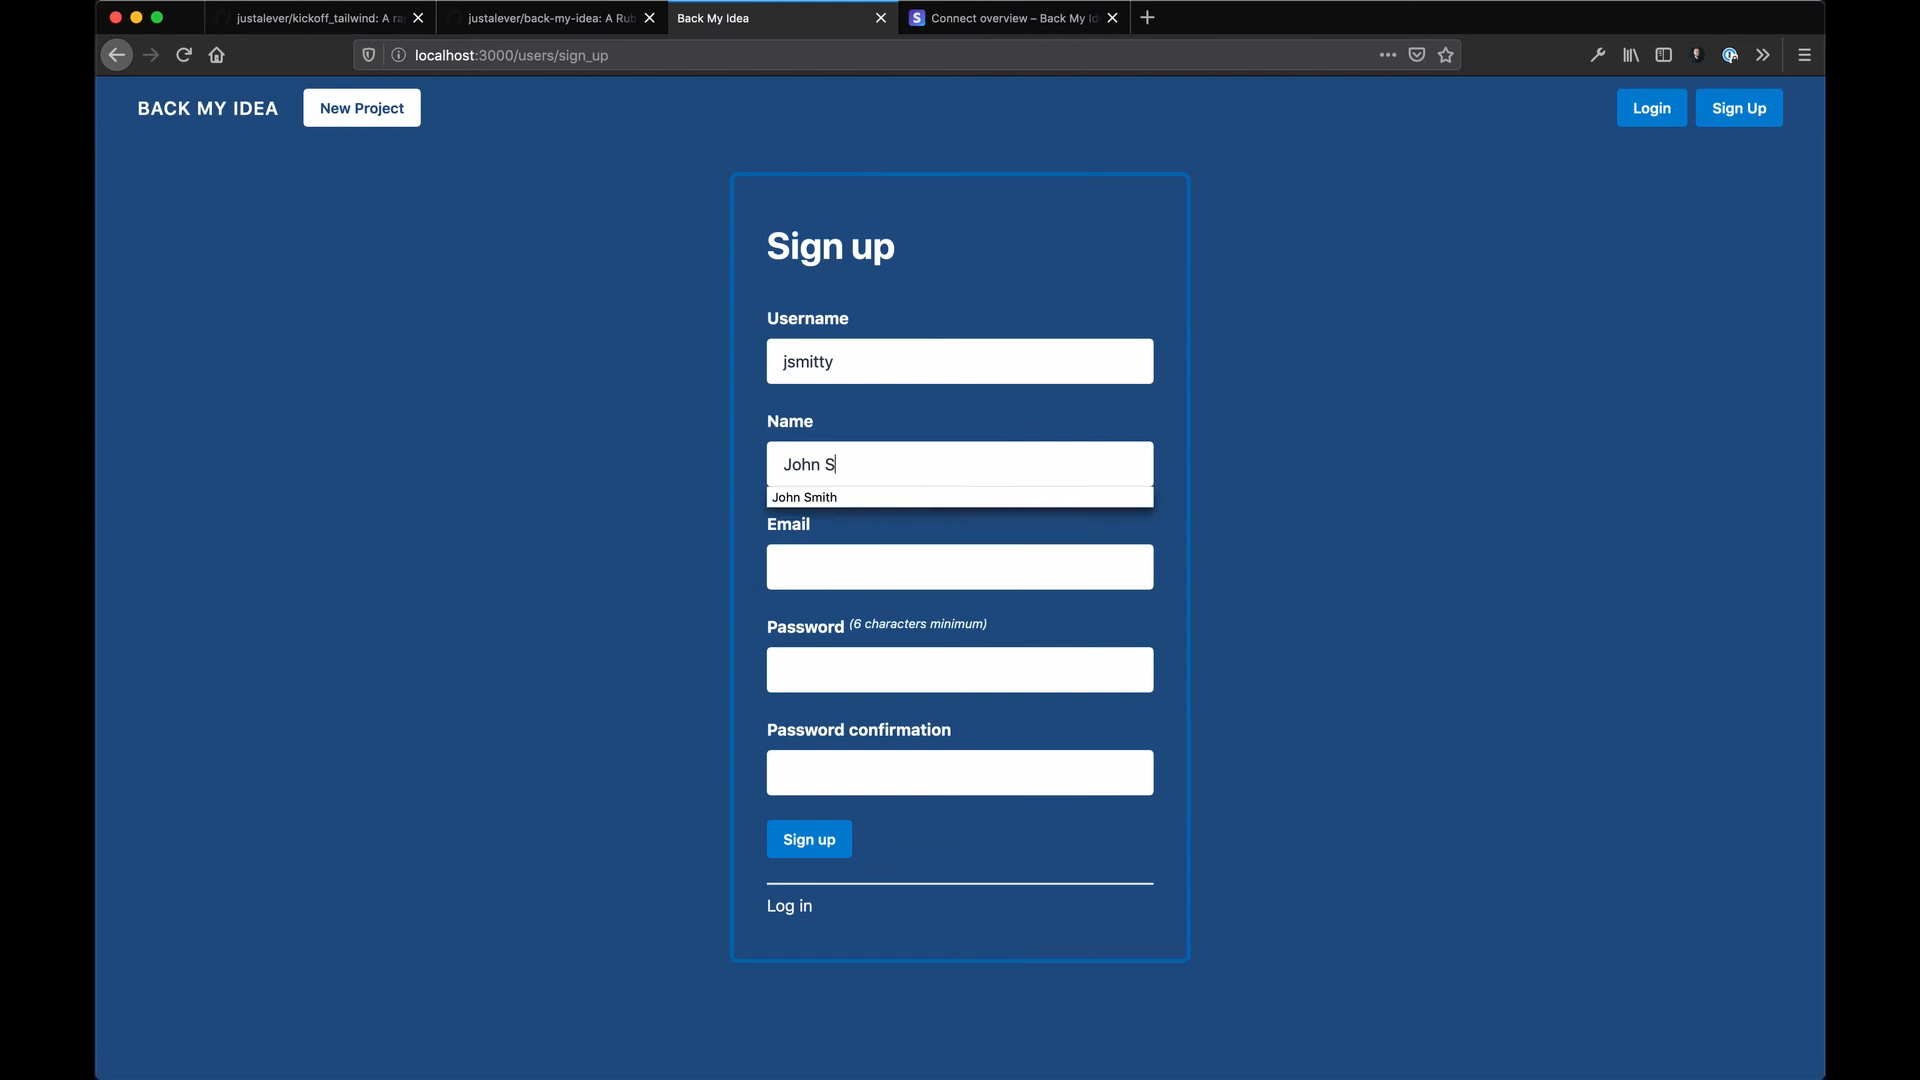 justalever/kickoff_tailwind: A ra
justalever/back-my-idea: A Rub
Back My Idea
S
Connect overview – Back My Id
localhost:3000/users/sign_up
BACK MY IDEA
New Project
Login
Sign Up
Sign up
Username
jsmitty
Name
John S
John Smith
Email
Password (6 characters minimum)
Password confirmation
Sign up
Log in